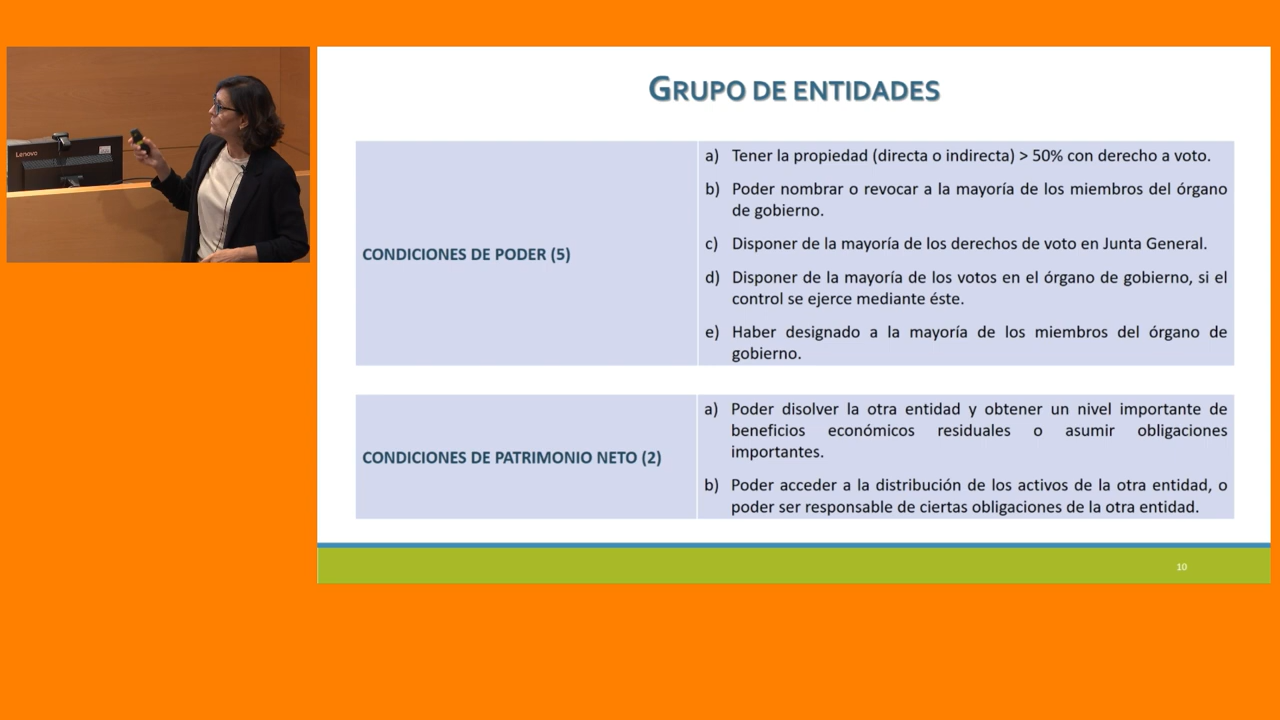 Lenovo
GRUPO DE ENTIDADES
CONDICIONES DE PODER (5)
a) Tener la propiedad (directa o indirecta) > 50% con derecho a voto.
b) Poder nombrar o revocar a la mayoría de los miembros del órgano
de gobierno.
c) Disponer de la mayoría de los derechos de voto en Junta General.
d) Disponer de la mayoría de los votos en el órgano de gobierno, si el
control se ejerce mediante éste.
e) Haber designado a la mayoría de los miembros del órgano de
gobierno.
CONDICIONES DE PATRIMONIO NETO (2)
a) Poder disolver la otra entidad y obtener un nivel importante de
beneficios económicos residuales o asumir obligaciones
importantes.
b) Poder acceder a la distribución de los activos de la otra entidad, o
poder ser responsable de ciertas obligaciones de la otra entidad.
10